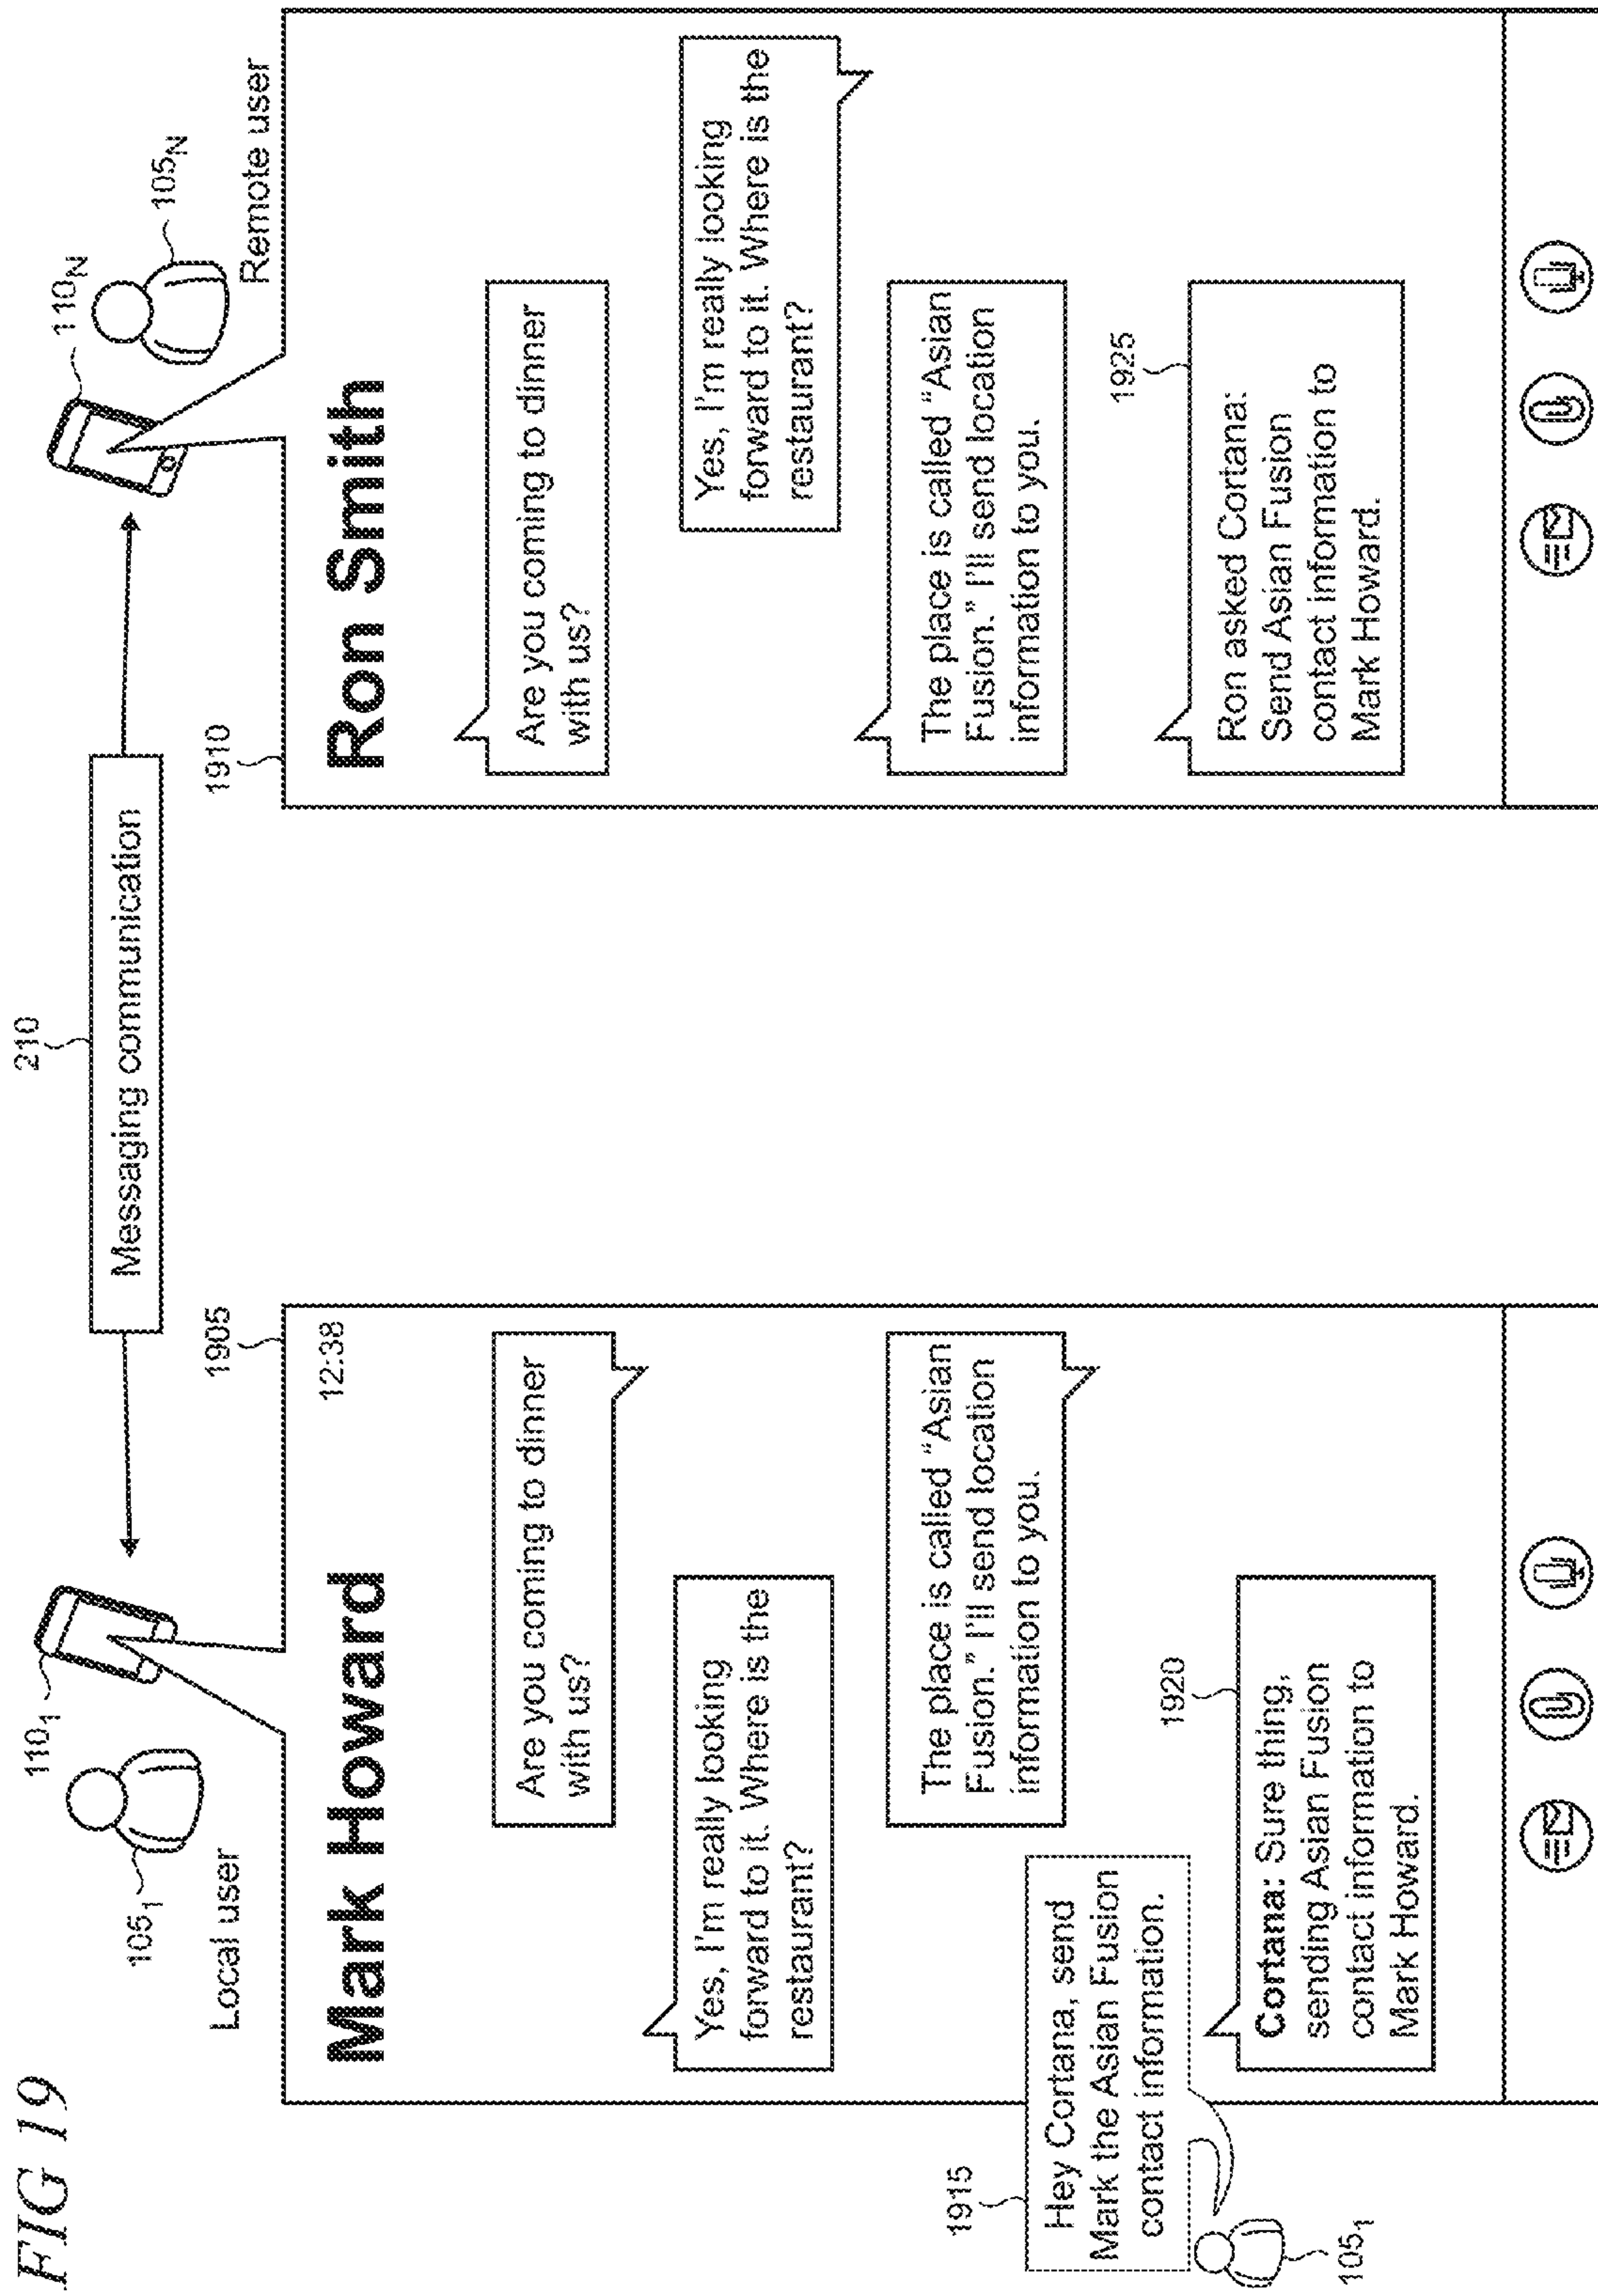 FIG 19
210
Messaging communication
110₁
105₁
Local user
110N
105N
Remote user
1905
Mark Howard
12:38
Are you coming to dinner
with us?
Yes, I'm really looking
forward to it. Where is the
restaurant?
The place is called "Asian
Fusion." I'll send location
information to you.
1915
Hey Cortana, send
Mark the Asian Fusion
contact information.
105₁
1920
Cortana: Sure thing,
sending Asian Fusion
contact information to
Mark Howard.
1910
Ron Smith
Are you coming to dinner
with us?
Yes, I'm really looking
forward to it. Where is the
restaurant?
The place is called "Asian
Fusion." I'll send location
information to you.
1925
Ron asked Cortana:
Send Asian Fusion
contact information to
Mark Howard.